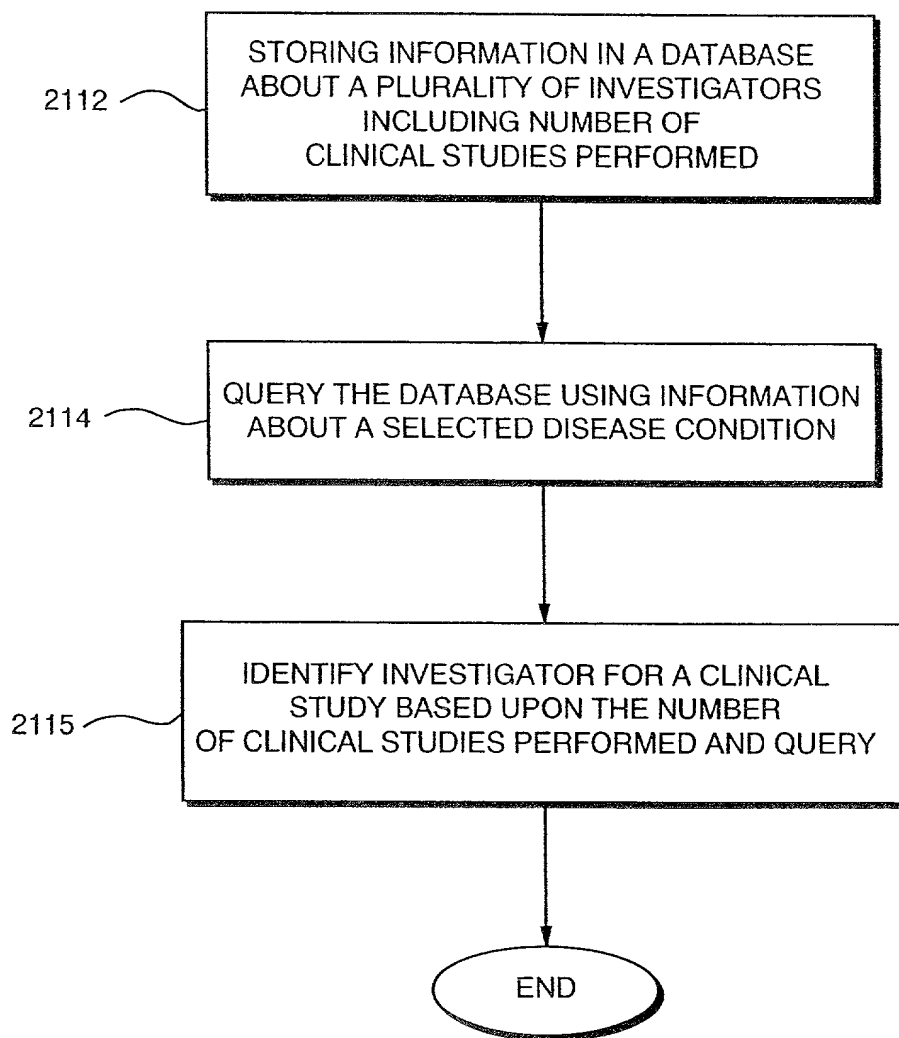 STORING INFORMATION IN A DATABASE
ABOUT A PLURALITY OF INVESTIGATORS
INCLUDING NUMBER OF
CLINICAL STUDIES PERFORMED
2112
QUERY THE DATABASE USING INFORMATION
ABOUT A SELECTED DISEASE CONDITION
2114
IDENTIFY INVESTIGATOR FOR A CLINICAL
STUDY BASED UPON THE NUMBER
OF CLINICAL STUDIES PERFORMED AND QUERY
2115
END